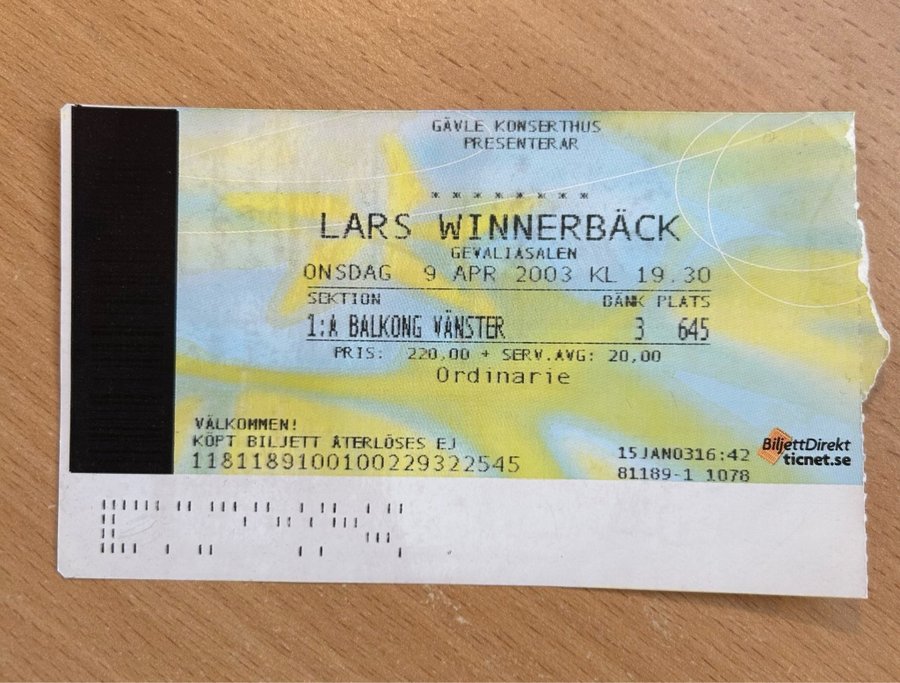 GÄVLE KONSERTHUS
PRESENTERAR
* * * * * * * *
LARS WINNERBÄCK
GEVALIASALEN
ONSDAG 9 APR 2003 KL 19.30
SEKTION BÄNK PLATS
1:A BALKONG VÄNSTER 3 645
PRIS: 220,00 + SERV.AVG: 20,00
Ordinarie
VÄLKOMMEN!
KÖPT BILJETT ÅTERLÖSES EJ
1181189100100229322545
15JAN0316:42
81189-1 1078
BiljettDirekt
ticnet.se